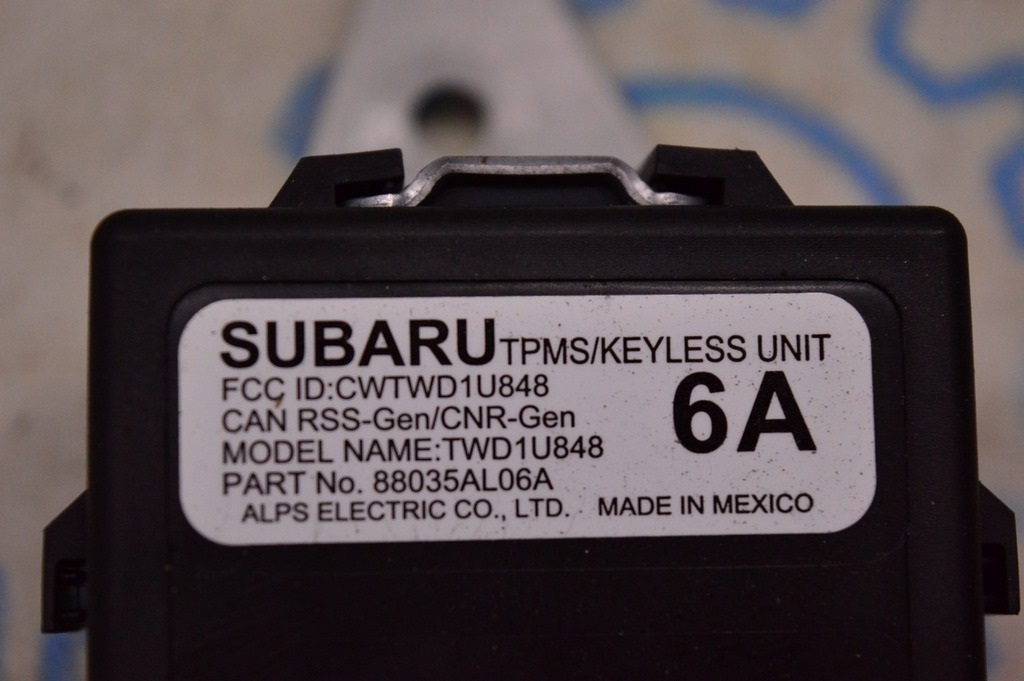 SUBARU TPMS/KEYLESS UNIT
FCC ID:CWTWD1U848
CAN RSS-Gen/CNR-Gen
6A
MODEL NAME:TWD1U848
PART No. 88035AL06A
ALPS ELECTRIC CO., LTD. MADE IN MEXICO